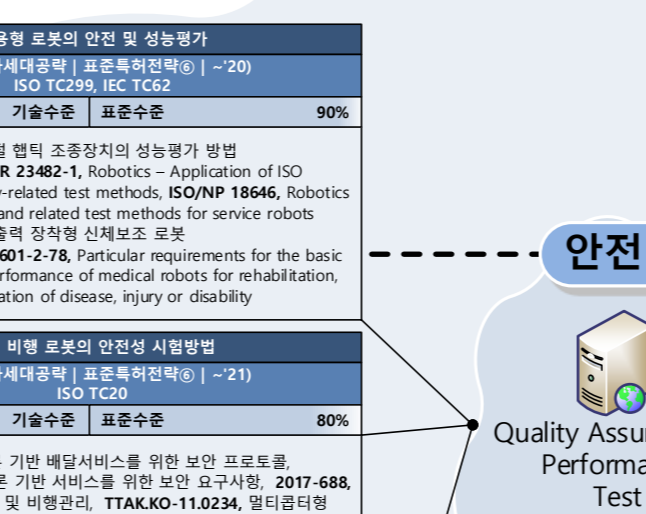 용형 로봇의 안전 및 성능평가
세대공략 | 표준특허전략⑥ | ~'20)
ISO TC299, IEC TC62
기술수준 표준수준 90%
햅틱 조종장치의 성능평가 방법
R 23482-1, Robotics – Application of ISO
-related test methods, ISO/NP 18646, Robotics
and related test methods for service robots
출력 장착형 신체보조 로봇
601-2-78, Particular requirements for the basic
rformance of medical robots for rehabilitation,
ation of disease, injury or disability
비행 로봇의 안전성 시험방법
세대공략 | 표준특허전략⑥ | ~'21)
ISO TC20
기술수준 표준수준 80%
기반 배달서비스를 위한 보안 프로토콜,
론 기반 서비스를 위한 보안 요구사항, 2017-688,
및 비행관리, TTAK.KO-11.0234, 멀티콥터형
안전
Quality Assu
Performa
Test